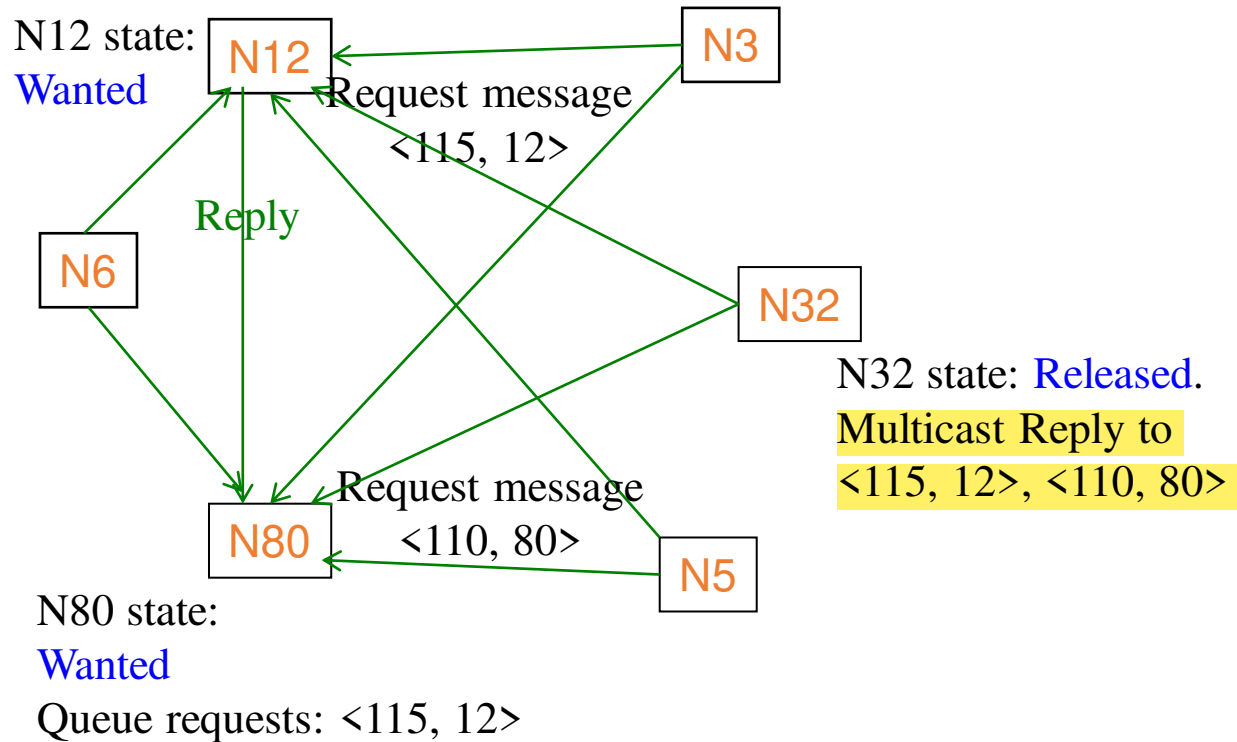 N12 state:
Wanted
N12
N3
Request message
<115, 12>
Reply
N6
N32
N32 state: Released.
Multicast Reply to
<115, 12>, <110, 80>
Request message
<110, 80>
N80
N5
N80 state:
Wanted
Queue requests: <115, 12>